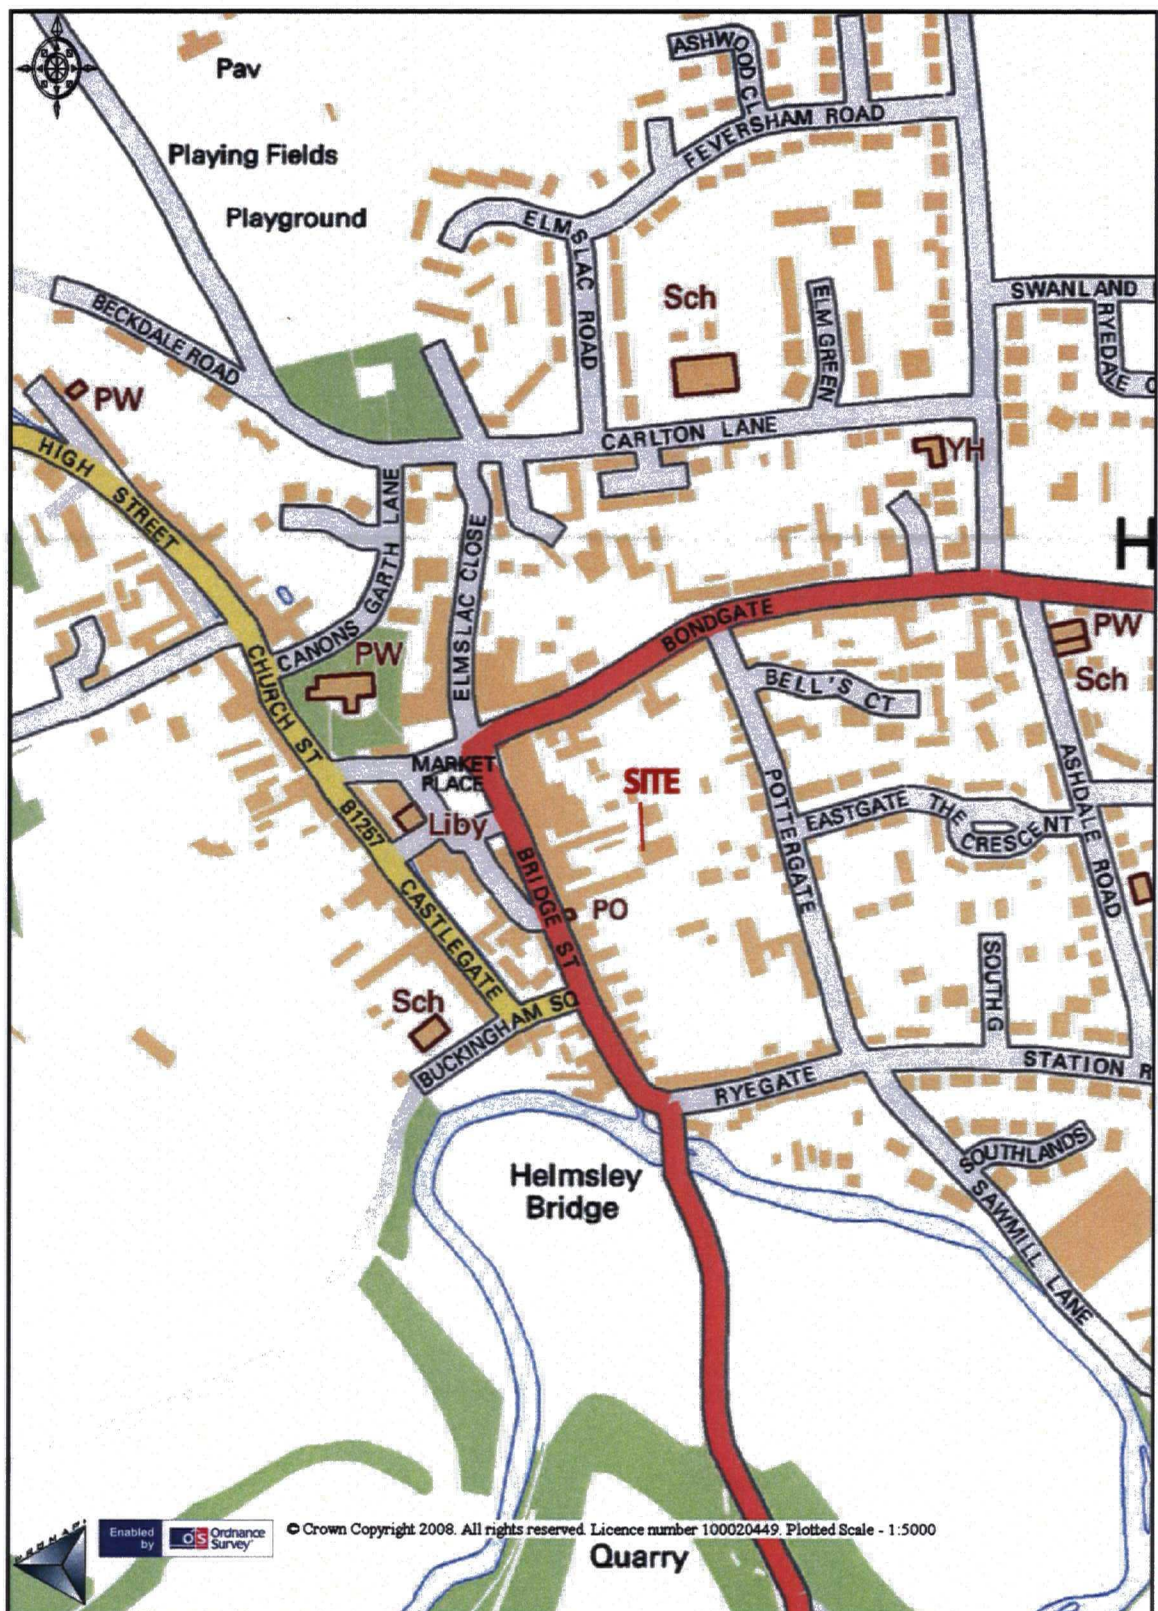 Pav
ASHWOOD CL
FEVERSHAM ROAD
Playing Fields
Playground
ELMSLAC ROAD
Sch
ELMGREEN
SWANLAND
RYEDALE C
BECKDALE ROAD
PW
CARLTON LANE
YH
HIGH STREET
CANONS GARTH LANE
ELMSLAC CLOSE
H
BONDGATE
PW
Sch
PW
CHURCH ST
BELL'S CT
MARKET
PLACE
SITE
B1257
Liby
POTTERGATE
EASTGATE
THE CRESCENT
ASHDALE ROAD
BRIDGE ST
PO
CASTLEGATE
SOUTH G
Sch
BUCKINGHAM SQ
STATION R
RYEGATE
SOUTHLANDS
Helmsley
Bridge
SAWMILL LANE
Enabled
by
OS Ordnance
Survey
© Crown Copyright 2008. All rights reserved. Licence number 100020449. Plotted Scale - 1:5000
Quarry